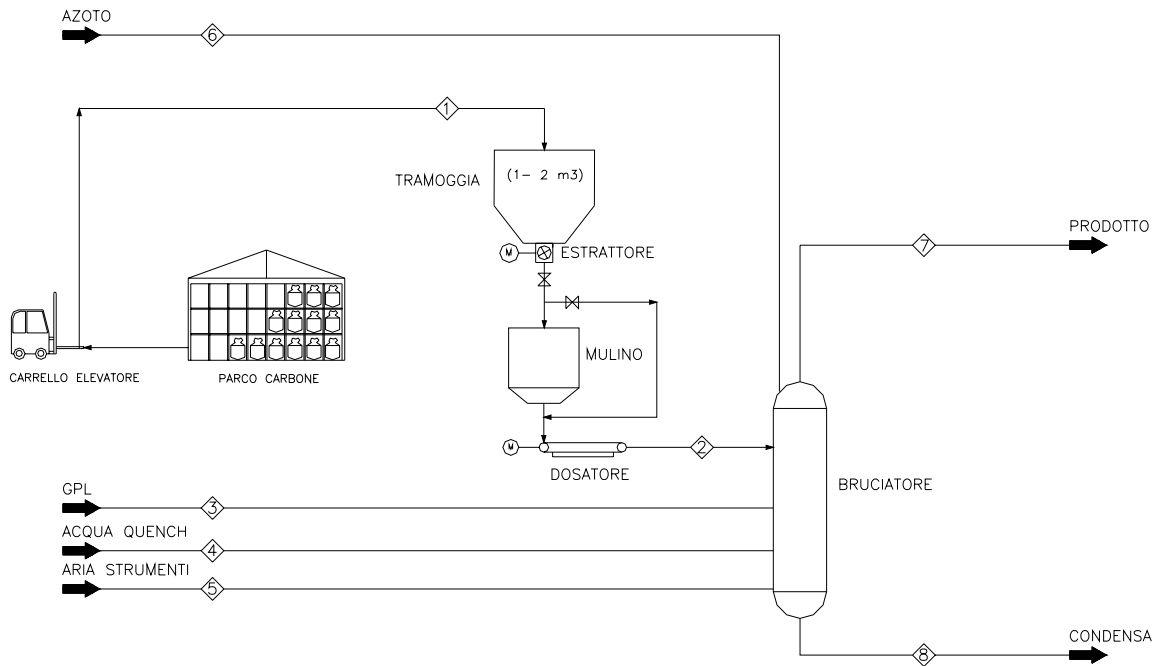 AZOTO
6
1
TRAMOGGIA
(1- 2 m3)
M
ESTRATTORE
7
PRODOTTO
MULINO
CARRELLO ELEVATORE
PARCO CARBONE
M
2
DOSATORE
GPL
3
BRUCIATORE
ACQUA QUENCH
4
ARIA STRUMENTI
5
8
CONDENSA